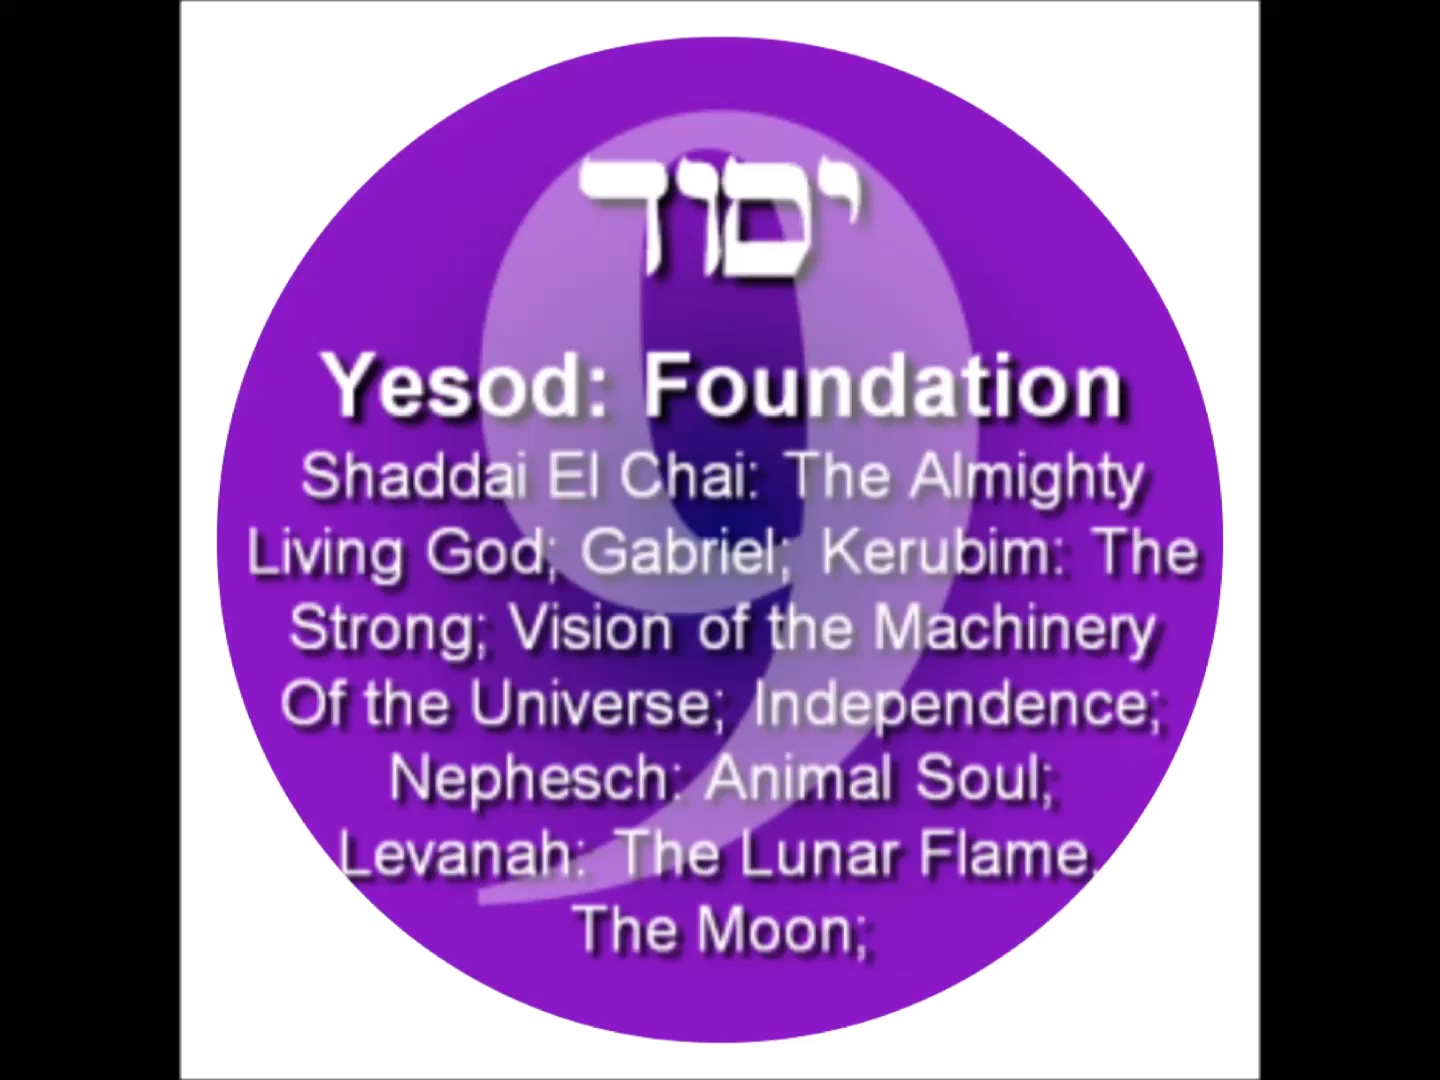 יסוד
9
Yesod: Foundation
Shaddai El Chai: The Almighty
Living God; Gabriel; Kerubim: The
Strong; Vision of the Machinery
Of the Universe; Independence;
Nephesch: Animal Soul;
Levanah: The Lunar Flame.
The Moon;